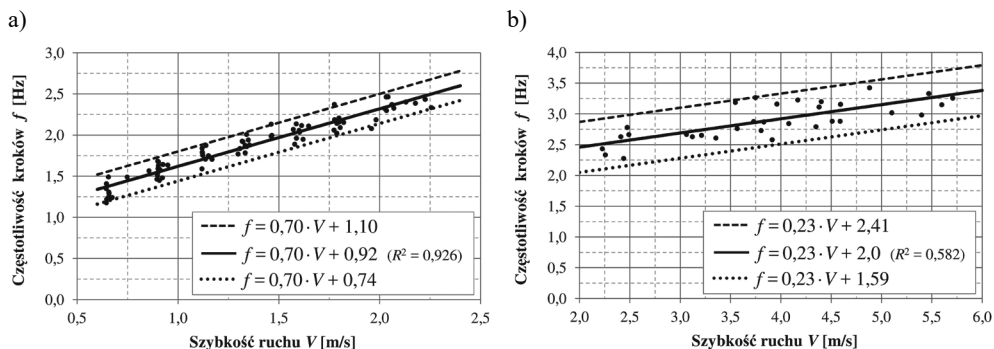 a)
Częstotliwość kroków f [Hz]
3,0
2,5
2,0
1,5
1,0
0,5
0,0
f = 0,70 · V + 1,10
f = 0,70 · V + 0,92 (R² = 0,926)
f = 0,70 · V + 0,74
0,5 1,0 1,5 2,0 2,5
Szybkość ruchu V [m/s]
b)
Częstotliwość kroków f [Hz]
4,0
3,5
3,0
2,5
2,0
1,5
1,0
0,5
0,0
f = 0,23 · V + 2,41
f = 0,23 · V + 2,0 (R² = 0,582)
f = 0,23 · V + 1,59
2,0 2,5 3,0 3,5 4,0 4,5 5,0 5,5 6,0
Szybkość ruchu V [m/s]